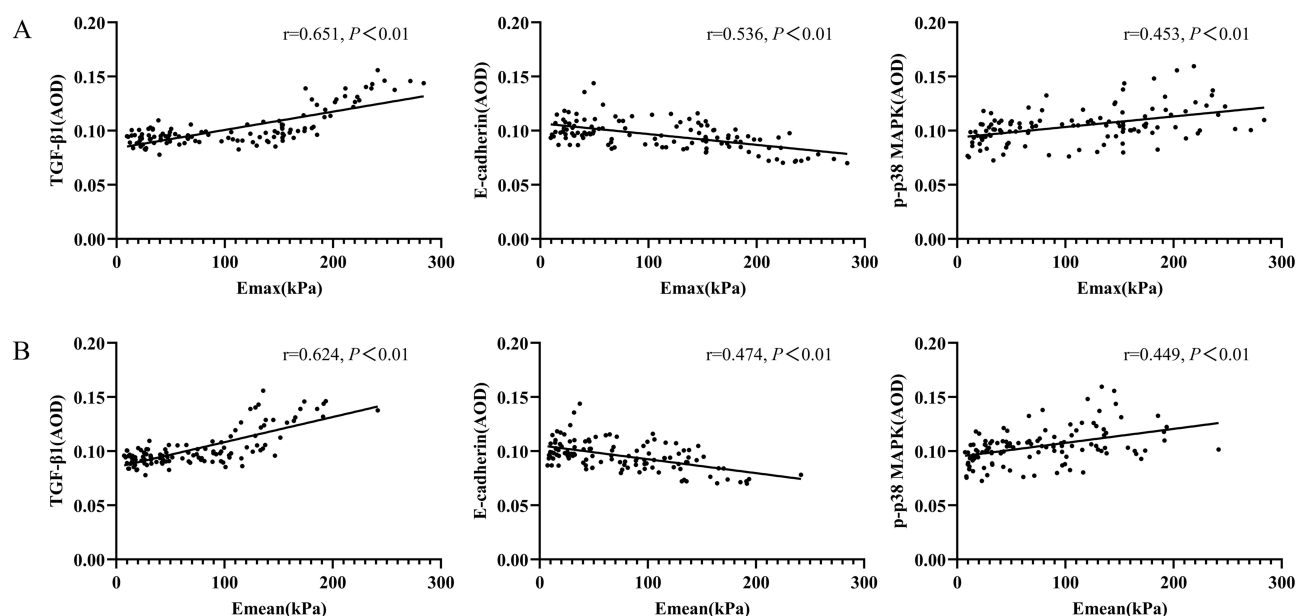 A
TGF-β1(AOD)
0.20
0.15
0.10
0.05
0.00
r=0.651, P＜0.01
0 100 200 300
Emax(kPa)
E-cadherin(AOD)
0.20
0.15
0.10
0.05
0.00
r=0.536, P＜0.01
0 100 200 300
Emax(kPa)
p-p38 MAPK(AOD)
0.20
0.15
0.10
0.05
0.00
r=0.453, P＜0.01
0 100 200 300
Emax(kPa)
B
TGF-β1(AOD)
0.20
0.15
0.10
0.05
0.00
r=0.624, P＜0.01
0 100 200 300
Emean(kPa)
E-cadherin(AOD)
0.20
0.15
0.10
0.05
0.00
r=0.474, P＜0.01
0 100 200 300
Emean(kPa)
p-p38 MAPK(AOD)
0.20
0.15
0.10
0.05
0.00
r=0.449, P＜0.01
0 100 200 300
Emean(kPa)